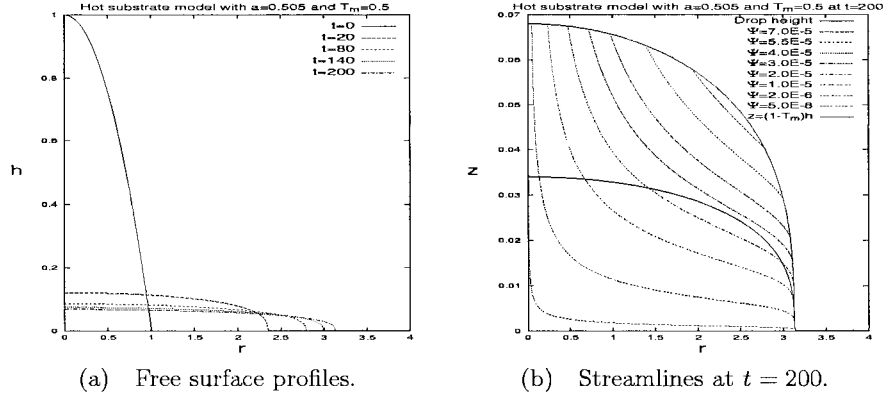 Hot substrate model with a=0.505 and T_m=0.5
t=0
t=20
t=80
t=140
t=200
1
0.8
0.6
0.4
0.2
0
h
0 0.5 1 1.5 2 2.5 3 3.5 4
r
(a) Free surface profiles.
Hot substrate model with a=0.505 and T_m=0.5 at t=200
Drop height
Ψ=7.0E-5
Ψ=5.5E-5
Ψ=4.0E-5
Ψ=3.0E-5
Ψ=2.0E-5
Ψ=1.0E-5
Ψ=2.0E-6
Ψ=5.0E-8
z=(1-T_m)h
0.07
0.06
0.05
0.04
0.03
0.02
0.01
0
z
0 0.5 1 1.5 2 2.5 3 3.5 4
r
(b) Streamlines at t = 200.